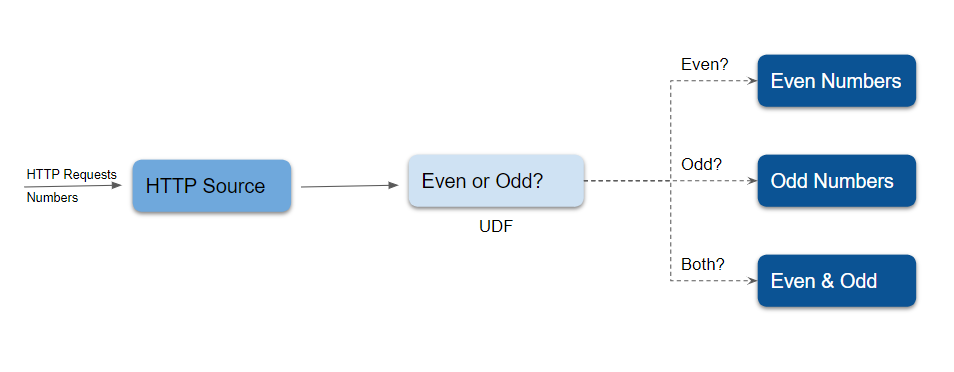 HTTP Requests
Numbers
HTTP Source
Even or Odd?
UDF
Even?
Even Numbers
Odd?
Odd Numbers
Both?
Even & Odd